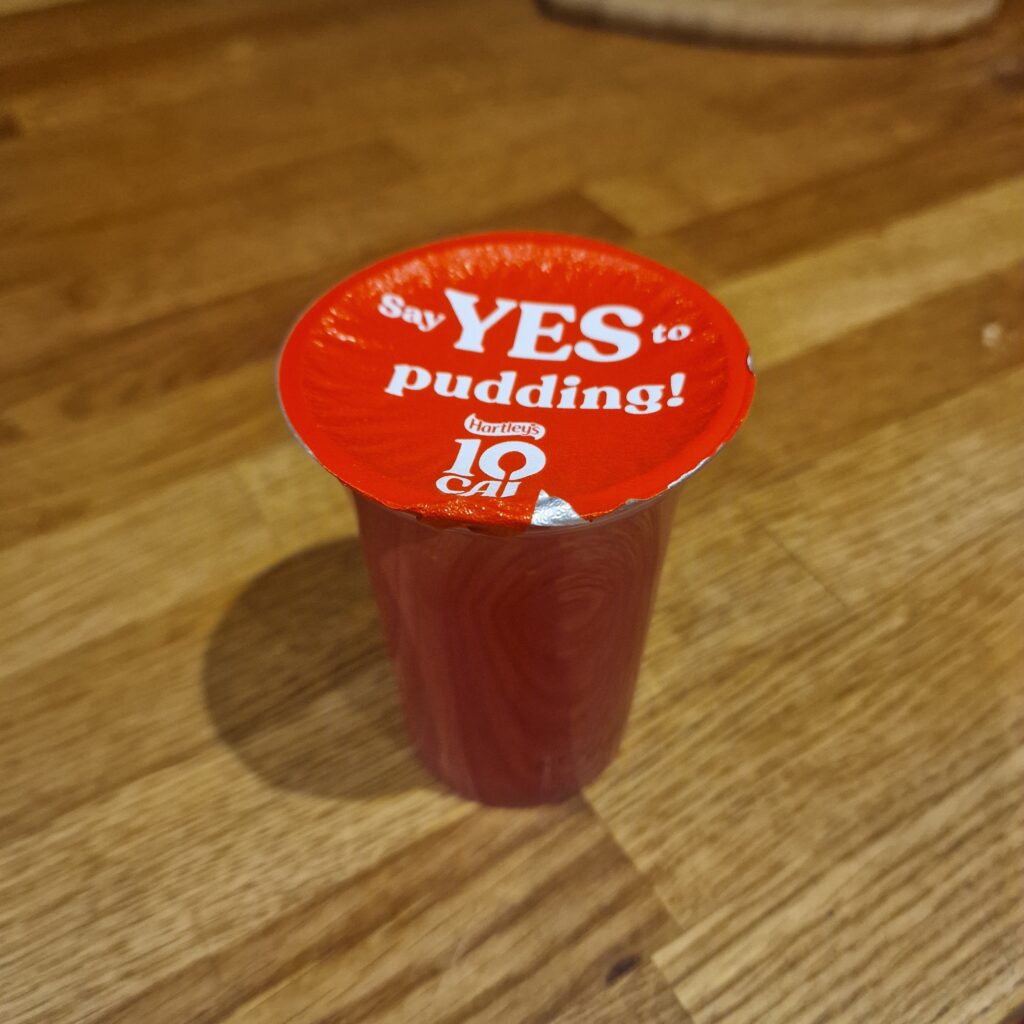 Say YES to
pudding!
Hartley's
10
CAL